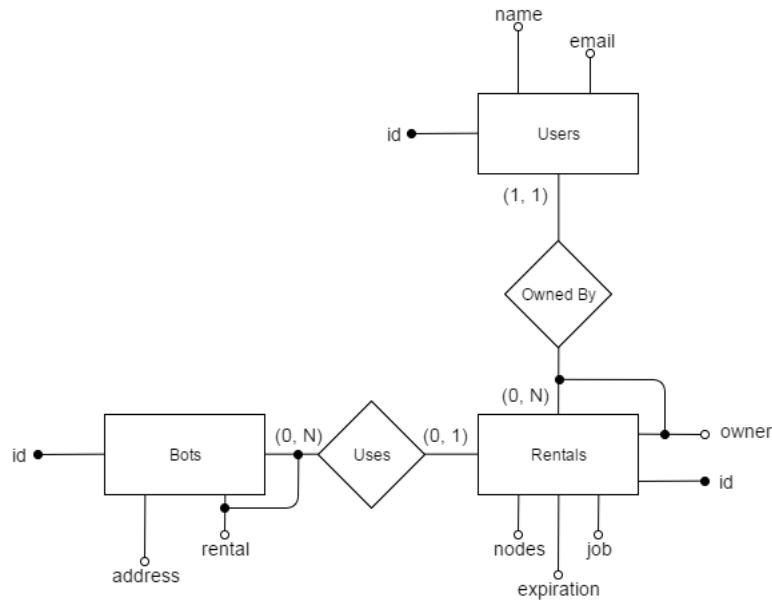 name
email
id
Users
(1, 1)
Owned By
(0, N)
owner
id
Bots
(0, N)
Uses
(0, 1)
Rentals
id
rental
address
nodes
job
expiration